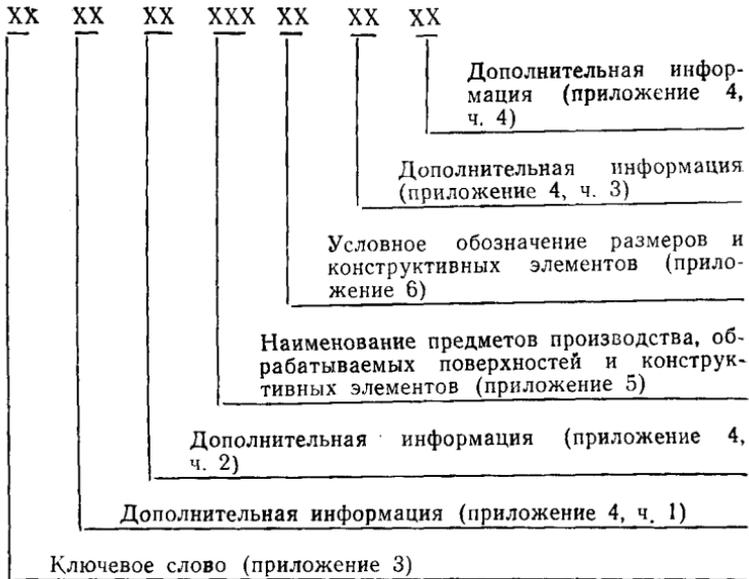 XX XX XX XXX XX XX XX
Дополнительная инфор-
мация (приложение 4,
ч. 4)
Дополнительная информация
(приложение 4, ч. 3)
Условное обозначение размеров и
конструктивных элементов (прило-
жение 6)
Наименование предметов производства, об-
рабатываемых поверхностей и конструк-
тивных элементов (приложение 5)
Дополнительная информация (приложение 4,
ч. 2)
Дополнительная информация (приложение 4, ч. 1)
Ключевое слово (приложение 3)